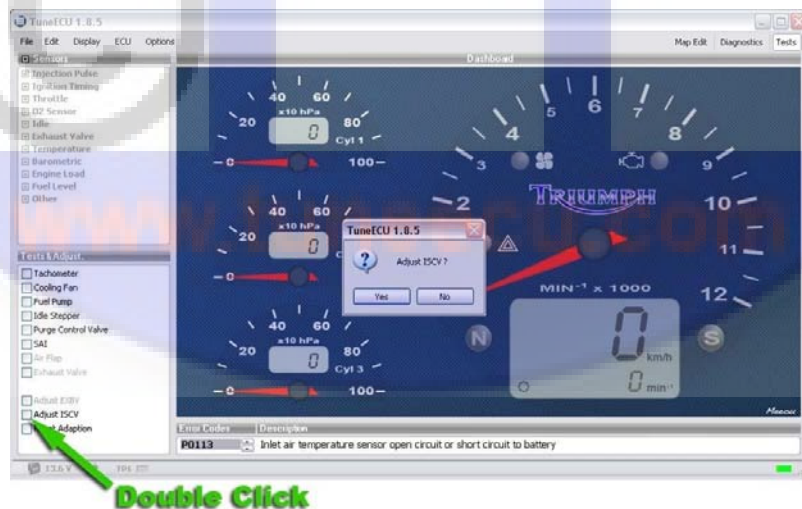 TuneECU 1.8.5
File Edit Display ECU Options Map Edit Diagnostics Tests
Sensors
Dashboard
Injection Pulse
Ignition Timing
Throttle
O2 Sensor
Idle
Exhaust Valve
Temperature
Barometric
Engine Load
Fuel Level
Other
Tests & Adjust.
Tachometer
Cooling Fan
Fuel Pump
Idle Stepper
Purge Control Valve
SAI
Air Flap
Exhaust Valve
Adjust EXBV
Adjust ISCV
Adaption
40 60
x10 hPa
20 0 80
Cyl 1
0 100
40 60
x10 hPa
20 0
0
40 60
x10 hPa
20 0 80
Cyl 3
0 100
TuneECU 1.8.5
Adjust ISCV ?
Yes No
2 3 4 5 6 7 8 9 10 11 12
TRIUMPH
MIN⁻¹ x 1000
N S
0 km/h
0 min⁻¹
Meeow
Error Codes Description
P0113 Inlet air temperature sensor open circuit or short circuit to battery
13.6 V
Double Click